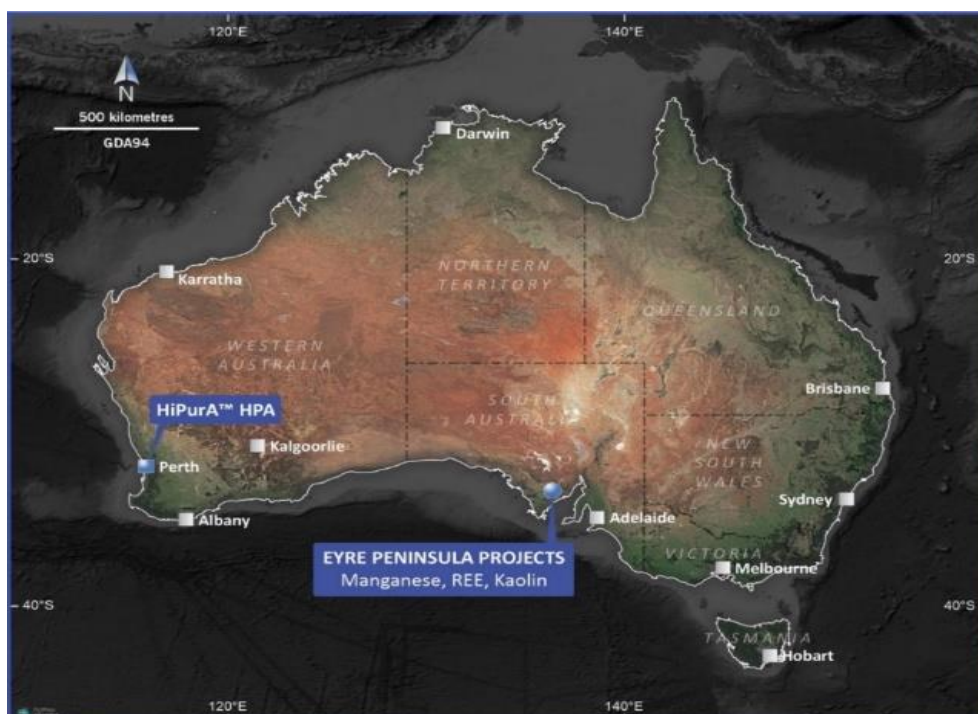 120°E
140°E
N
500 kilometres
GDA94
Darwin
20°S
20°S
Karratha
NORTHERN
TERRITORY
QUEENSLAND
WESTERN
AUSTRALIA
SOUTH
AUSTRALIA
Brisbane
HiPurA™ HPA
Kalgoorlie
NEW
SOUTH
WALES
Perth
Sydney
Albany
Adelaide
EYRE PENINSULA PROJECTS
Manganese, REE, Kaolin
VICTORIA
Melbourne
40°S
40°S
TASMANIA
Hobart
120°E
140°E